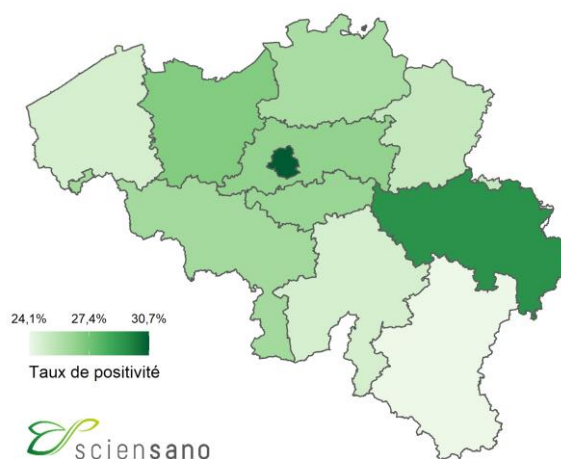 24,1% 27,4% 30,7%
Taux de positivité
sciensano